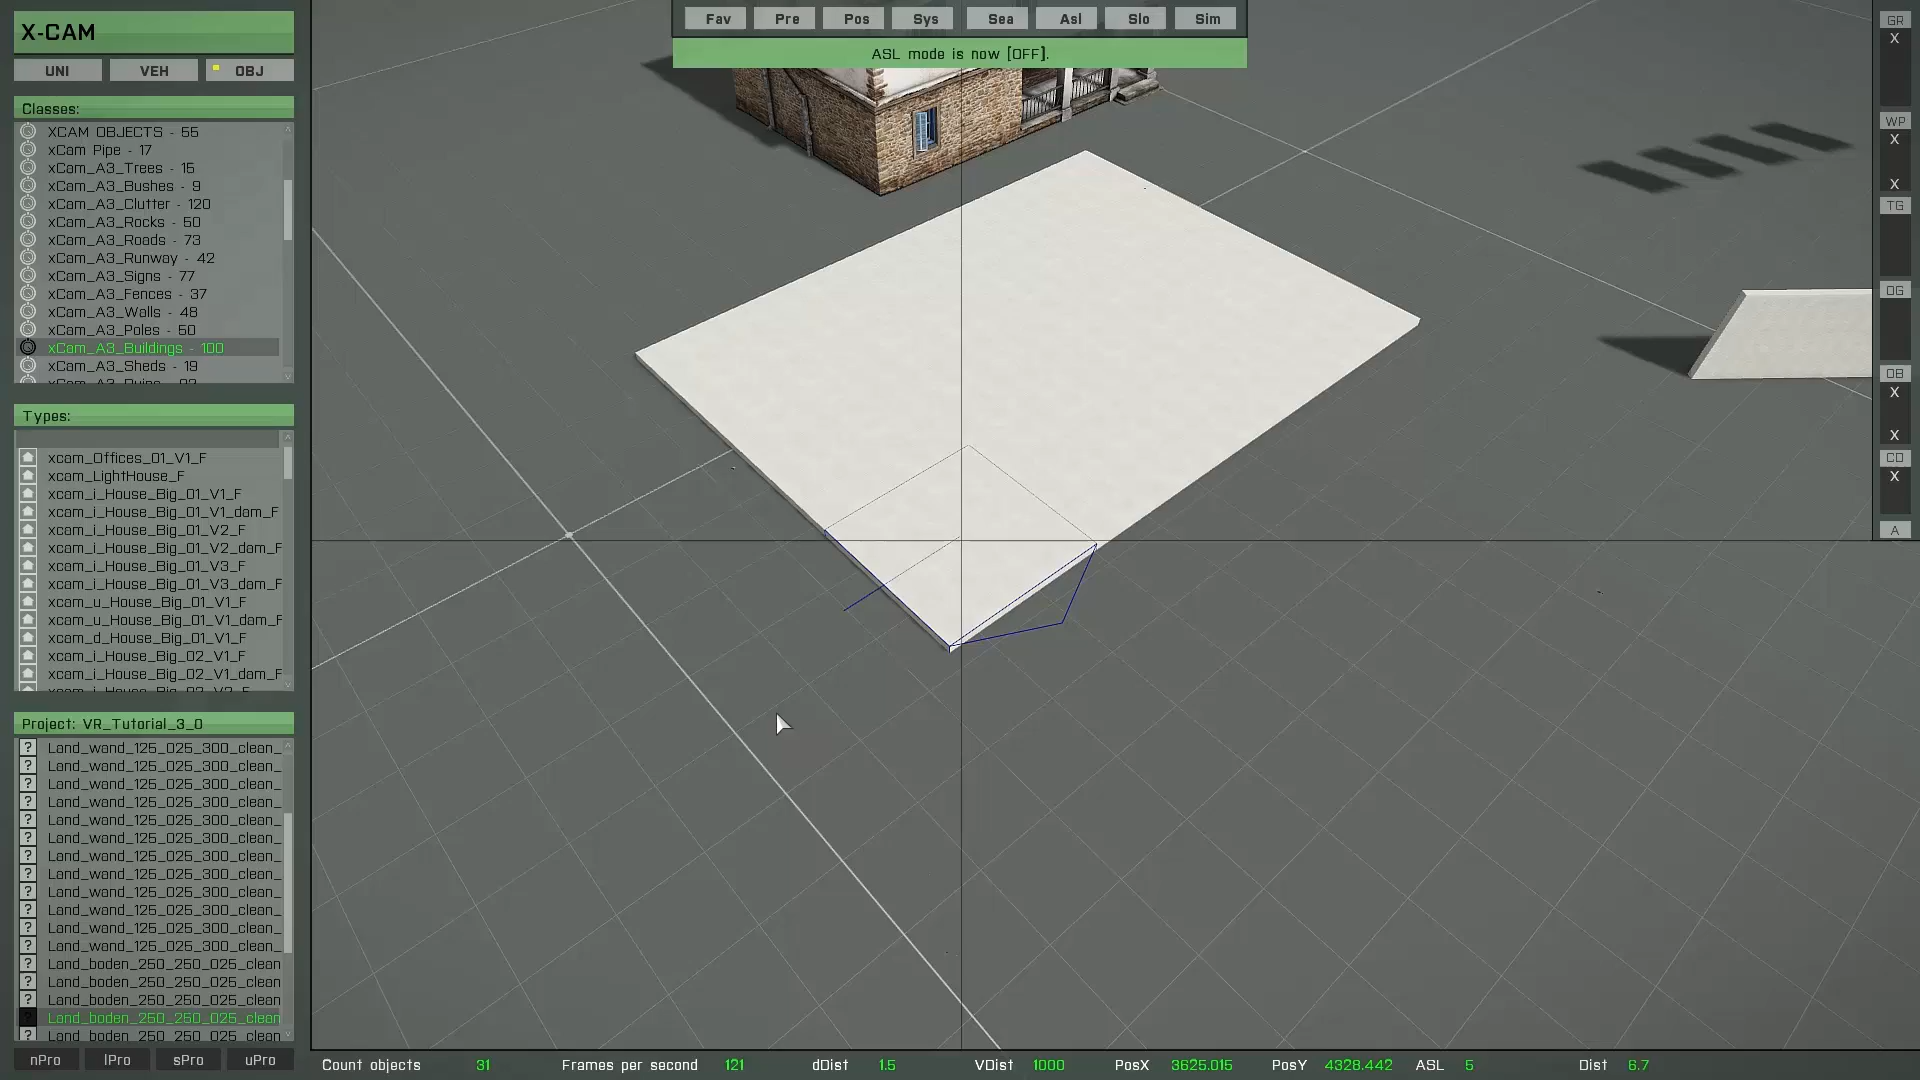 X-CAM
UNI VEH OBJ
Classes:
XCAM OBJECTS - 55
xCam Pipe - 17
xCam_A3_Trees - 15
xCam_A3_Bushes - 9
xCam_A3_Clutter - 120
xCam_A3_Rocks - 50
xCam_A3_Roads - 73
xCam_A3_Runway - 42
xCam_A3_Signs - 77
xCam_A3_Fences - 37
xCam_A3_Walls - 48
xCam_A3_Poles - 50
xCam_A3_Buildings - 100
xCam_A3_Sheds - 19
Types:
xcam_Offices_01_V1_F
xcam_LightHouse_F
xcam_i_House_Big_01_V1_F
xcam_i_House_Big_01_V1_dam_F
xcam_i_House_Big_01_V2_F
xcam_i_House_Big_01_V2_dam_F
xcam_i_House_Big_01_V3_F
xcam_i_House_Big_01_V3_dam_F
xcam_u_House_Big_01_V1_F
xcam_u_House_Big_01_V1_dam_F
xcam_d_House_Big_01_V1_F
xcam_i_House_Big_02_V1_F
xcam_i_House_Big_02_V1_dam_F
Project: VR_Tutorial_3_0
? Land_wand_125_025_300_clean_
? Land_wand_125_025_300_clean_
? Land_wand_125_025_300_clean_
? Land_wand_125_025_300_clean_
? Land_wand_125_025_300_clean_
? Land_wand_125_025_300_clean_
? Land_wand_125_025_300_clean_
? Land_wand_125_025_300_clean_
? Land_wand_125_025_300_clean_
? Land_wand_125_025_300_clean_
? Land_wand_125_025_300_clean_
? Land_wand_125_025_300_clean_
? Land_boden_250_250_025_clean
? Land_boden_250_250_025_clean
? Land_boden_250_250_025_clean
Land_boden_250_250_025_clean
? Land_boden_250_250_025_clean
nPro lPro sPro uPro
Fav Pre Pos Sys Sea Asl Slo Sim
ASL mode is now [OFF].
GR
X
WP
X
X
TG
OG
OB
X
X
CO
X
A
Count objects 31 Frames per second 121 dDist 1.5 VDist 1000 PosX 3625.015 PosY 4328.442 ASL 5 Dist 6.7